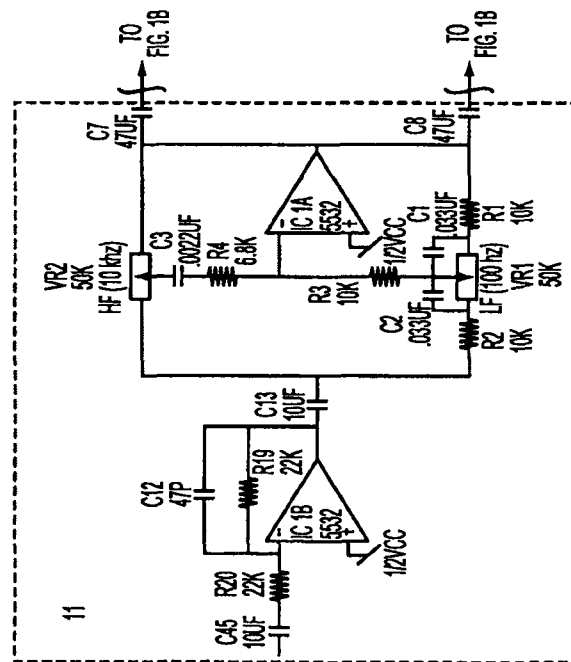 11
C45
10UF
R20
22K
C12
47P
R19
22K
-
IC 1B
5532
+
1/2VCC
C13
10UF
VR2
50K
HF (10 khz)
C3
.0022UF
R4
6.8K
-
IC 1A
5532
+
1/2VCC
R3
10K
C2
.033UF
C1
.033UF
R2
10K
LF (100 hz)
VR1
50K
R1
10K
C7
47UF
C8
47UF
TO
FIG. 1B
TO
FIG. 1B